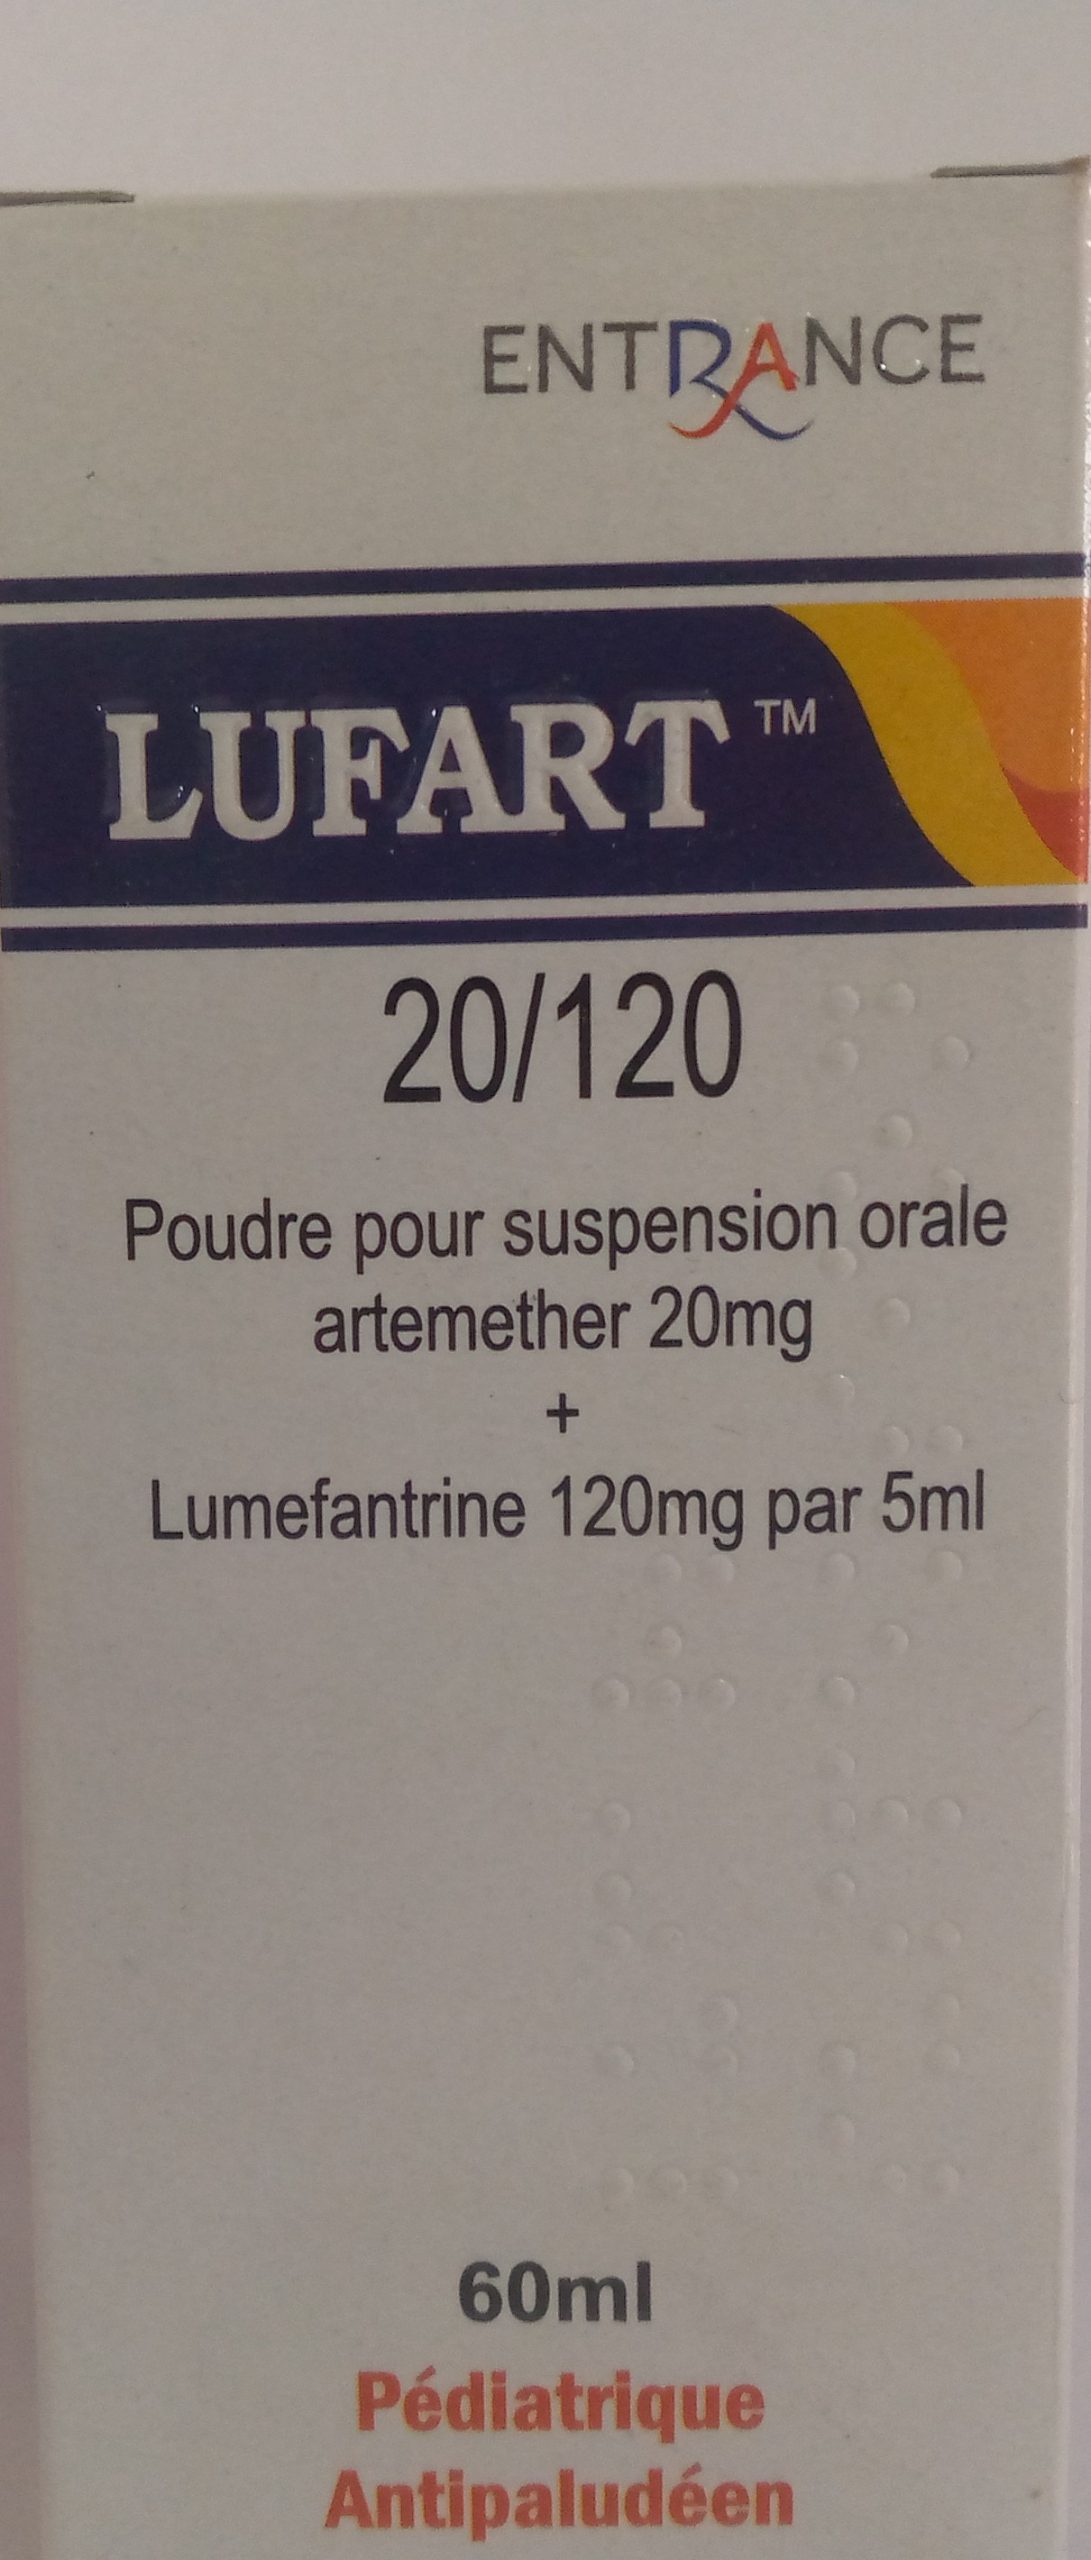 ENTRANCE
LUFART™
20/120
Poudre pour suspension orale
artemether 20mg
+
Lumefantrine 120mg par 5ml
60ml
Pédiatrique
Antipaludéen